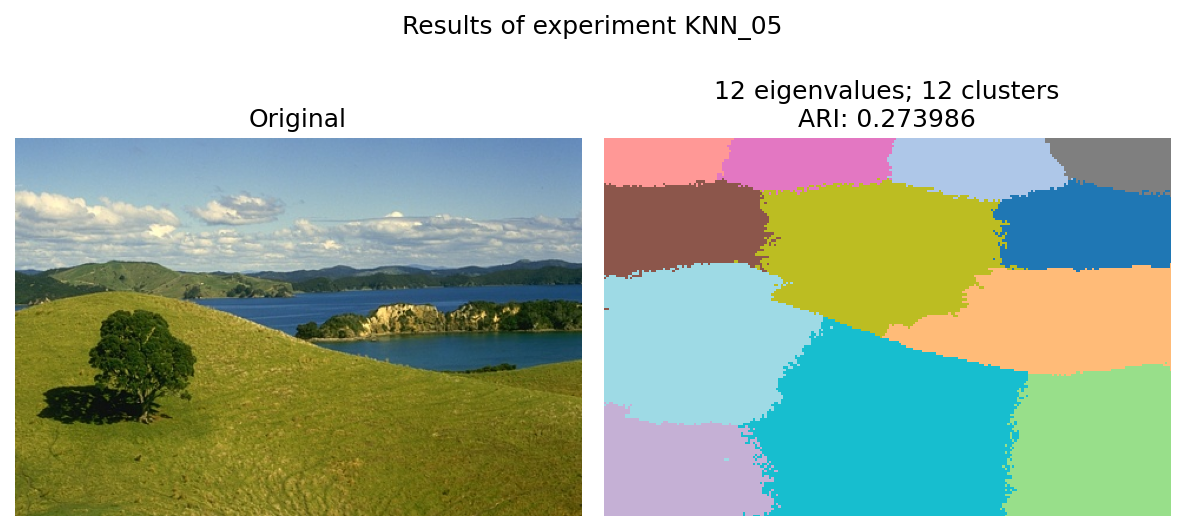 Results of experiment KNN_05
Original
12 eigenvalues; 12 clusters
ARI: 0.273986